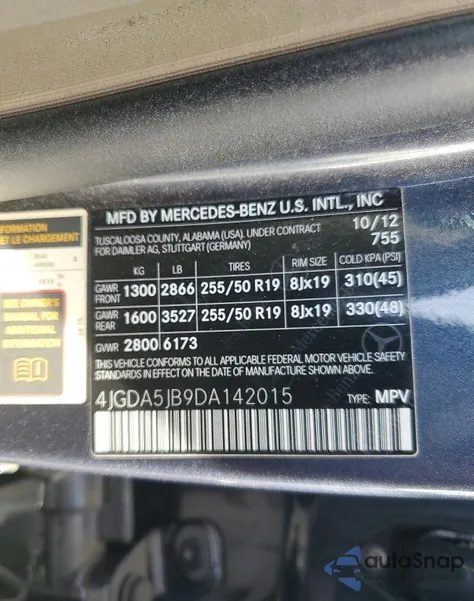 MFD BY MERCEDES-BENZ U.S. INTL., INC
TUSCALOOSA COUNTY, ALABAMA (USA). UNDER CONTRACT 10/12
FOR DAIMLER AG, STUTTGART (GERMANY) 755
KG LB TIRES RIM SIZE COLD KPA (PSI)
GAWR FRONT 1300 2866 255/50 R19 8Jx19 310(45)
GAWR REAR 1600 3527 255/50 R19 8Jx19 330(48)
GVWR 2800 6173
THIS VEHICLE CONFORMS TO ALL APPLICABLE FEDERAL MOTOR VEHICLE
SAFETY STANDARDS IN EFFECT ON THE DATE OF MANUFACTURE SHOWN ABOVE.
4JGDA5JB9DA142015 TYPE: MPV
INFORMATION
ET LE CHARGEMENT
SEE OWNER'S
MANUAL FOR
ADDITIONAL
INFORMATION
autoSnap